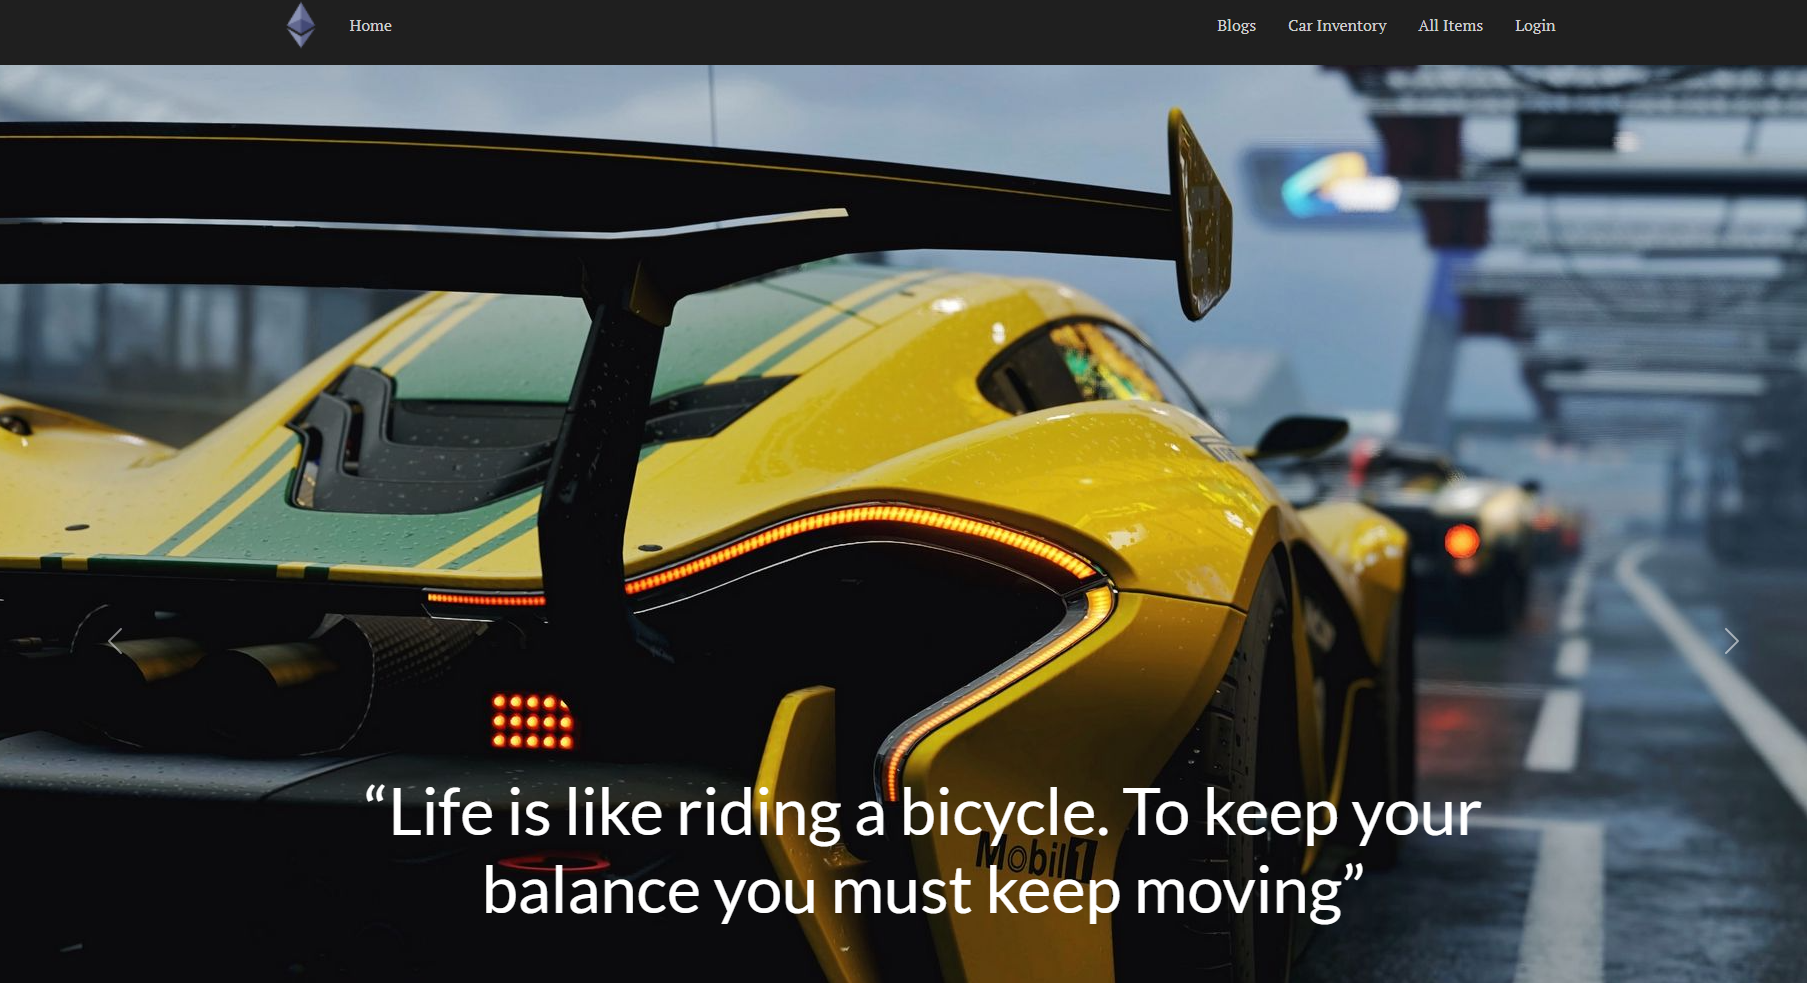 Home
Blogs
Car Inventory
All Items
Login
“Life is like riding a bicycle. To keep your
Mobil 1
balance you must keep moving”